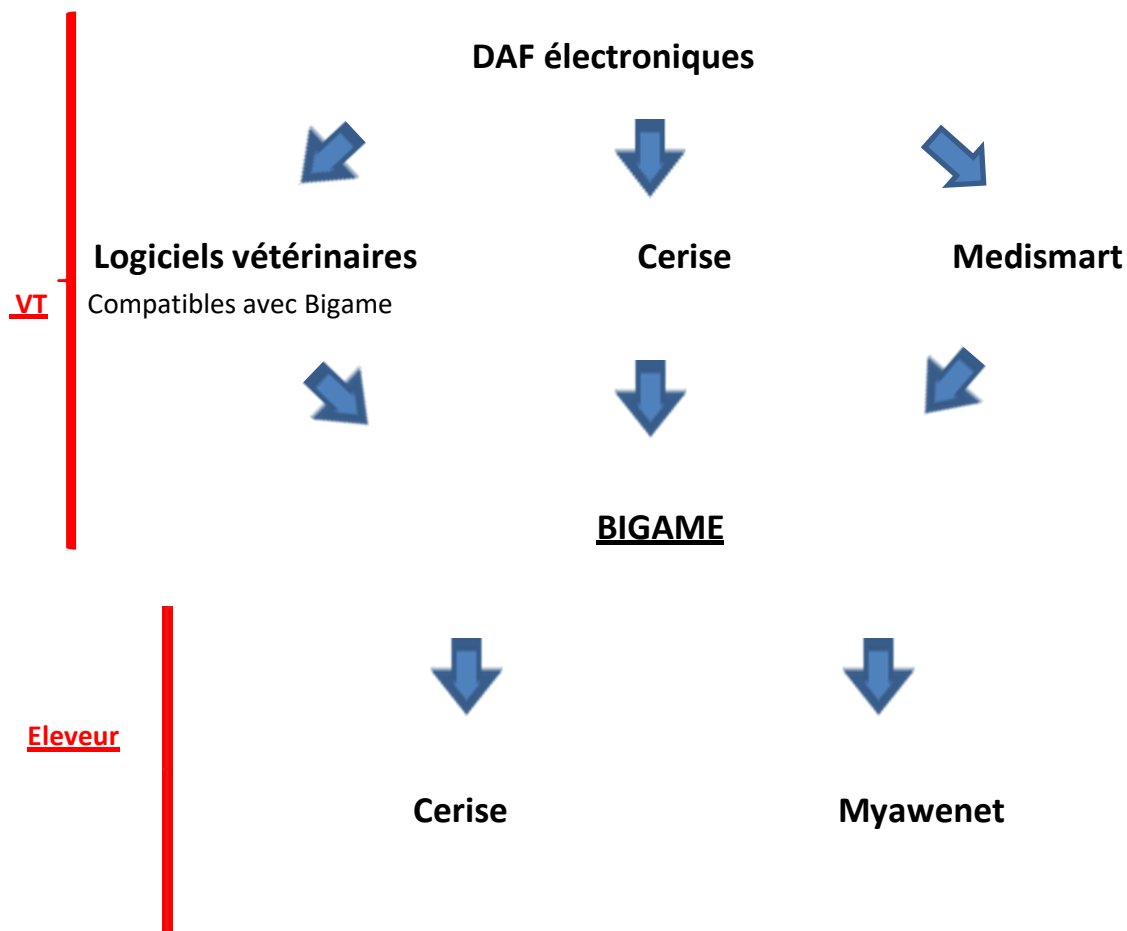 DAF électroniques
Logiciels vétérinaires
Cerise
Medismart
VT
Compatibles avec Bigame
BIGAME
Eleveur
Cerise
Myawenet